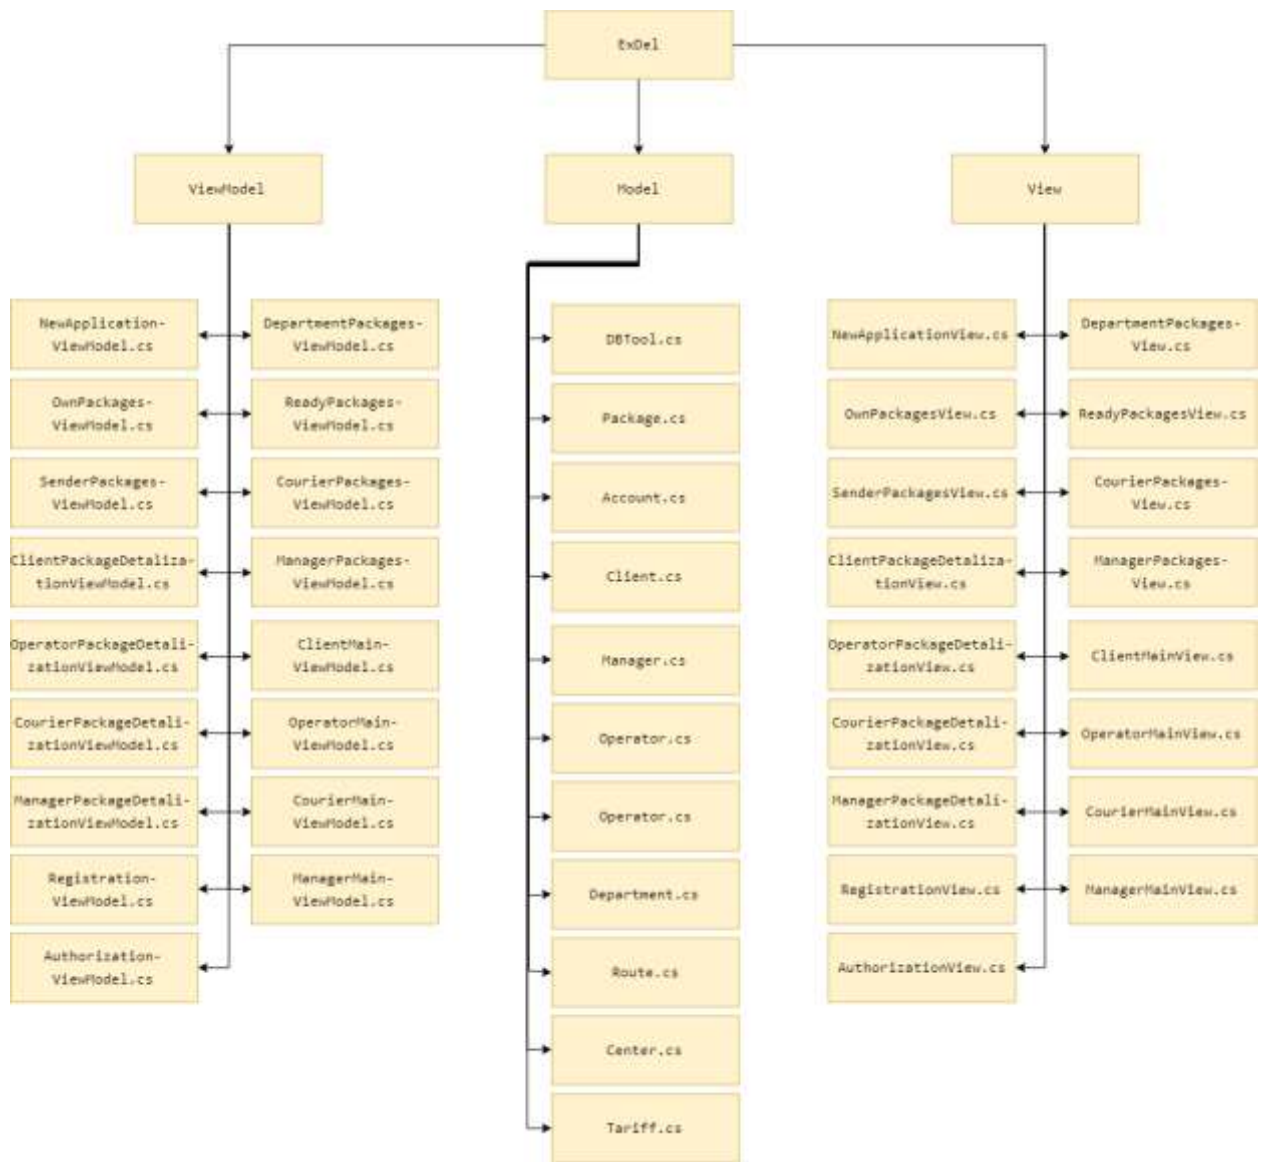 ExDel
ViewModel
Model
View
NewApplication-
ViewModel.cs
DepartmentPackages-
ViewModel.cs
OwnPackages-
ViewModel.cs
ReadyPackages-
ViewModel.cs
SenderPackages-
ViewModel.cs
CourierPackages-
ViewModel.cs
ClientPackageDetaliza-
tionViewModel.cs
ManagerPackages-
ViewModel.cs
OperatorPackageDetali-
zationViewModel.cs
ClientMain-
ViewModel.cs
CourierPackageDetali-
zationViewModel.cs
OperatorMain-
ViewModel.cs
ManagerPackageDetali-
zationViewModel.cs
CourierMain-
ViewModel.cs
Registration-
ViewModel.cs
ManagerMain-
ViewModel.cs
Authorization-
ViewModel.cs
DBTool.cs
Package.cs
Account.cs
Client.cs
Manager.cs
Operator.cs
Operator.cs
Department.cs
Route.cs
Center.cs
Tariff.cs
NewApplicationView.cs
DepartmentPackages-
View.cs
OwnPackagesView.cs
ReadyPackagesView.cs
SenderPackagesView.cs
CourierPackages-
View.cs
ClientPackageDetaliza-
tionView.cs
ManagerPackages-
View.cs
OperatorPackageDetali-
zationView.cs
ClientMainView.cs
CourierPackageDetali-
zationView.cs
OperatorMainView.cs
ManagerPackageDetali-
zationView.cs
CourierMainView.cs
RegistrationView.cs
ManagerMainView.cs
AuthorizationView.cs